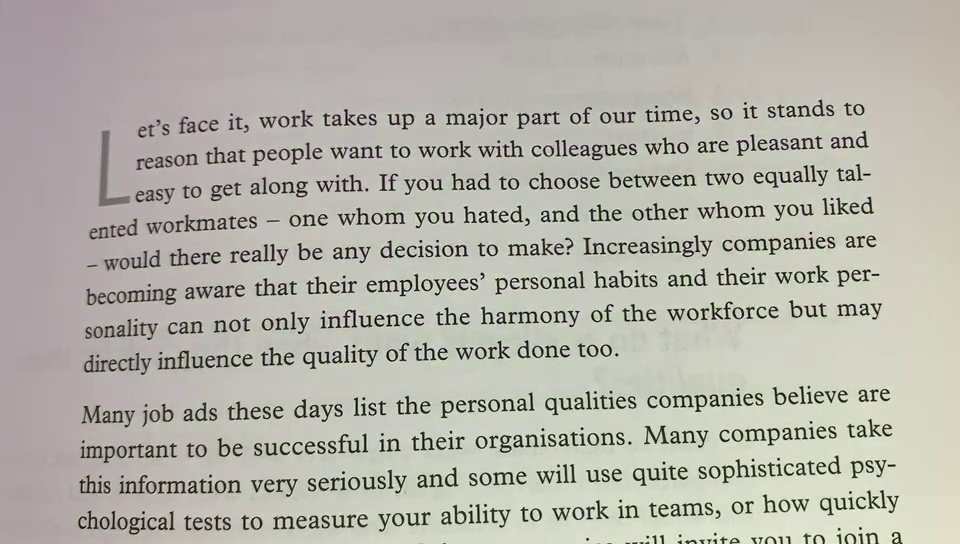 Let's face it, work takes up a major part of our time, so it stands to
reason that people want to work with colleagues who are pleasant and
easy to get along with. If you had to choose between two equally tal-
ented workmates – one whom you hated, and the other whom you liked
– would there really be any decision to make? Increasingly companies are
becoming aware that their employees' personal habits and their work per-
sonality can not only influence the harmony of the workforce but may
directly influence the quality of the work done too.
Many job ads these days list the personal qualities companies believe are
important to be successful in their organisations. Many companies take
this information very seriously and some will use quite sophisticated psy-
chological tests to measure your ability to work in teams, or how quickly
will invite you to join a